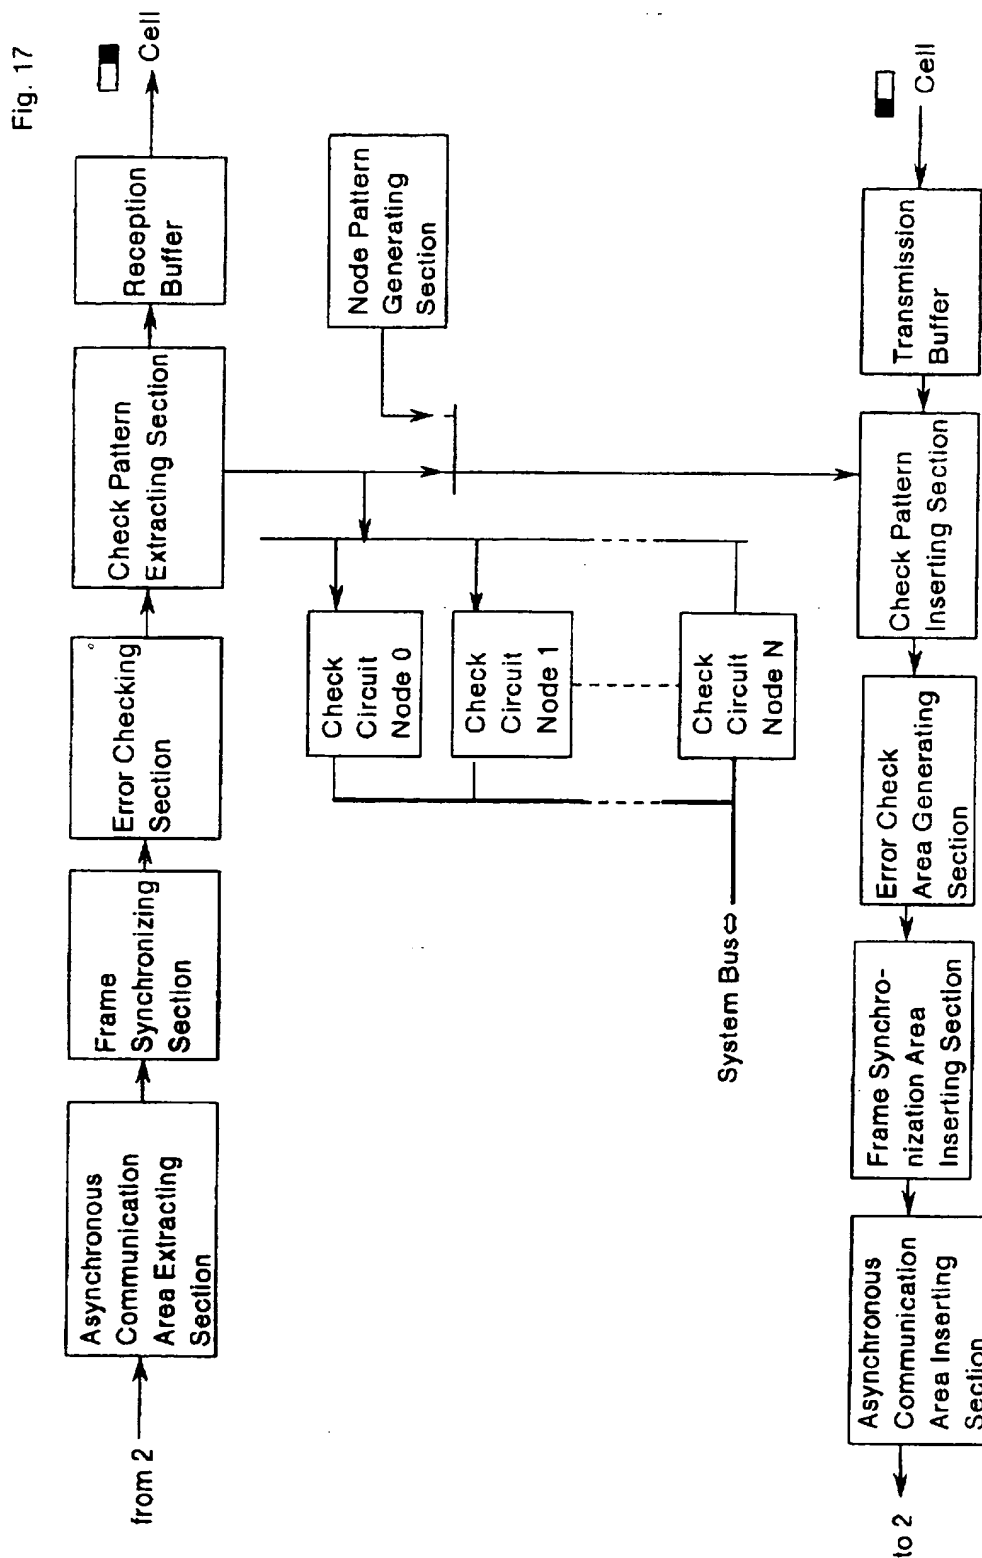 Fig. 17
from 2
Asynchronous
Communication
Area Extracting
Section
Frame
Synchronizing
Section
Error Checking
Section
Check Pattern
Extracting Section
Reception
Buffer
Cell
Node Pattern
Generating
Section
Check
Circuit
Node 0
Check
Circuit
Node 1
Check
Circuit
Node N
System Bus⇔
to 2
Asynchronous
Communication
Area Inserting
Section
Frame Synchro-
nization Area
Inserting Section
Error Check
Area Generating
Section
Check Pattern
Inserting Section
Transmission
Buffer
Cell